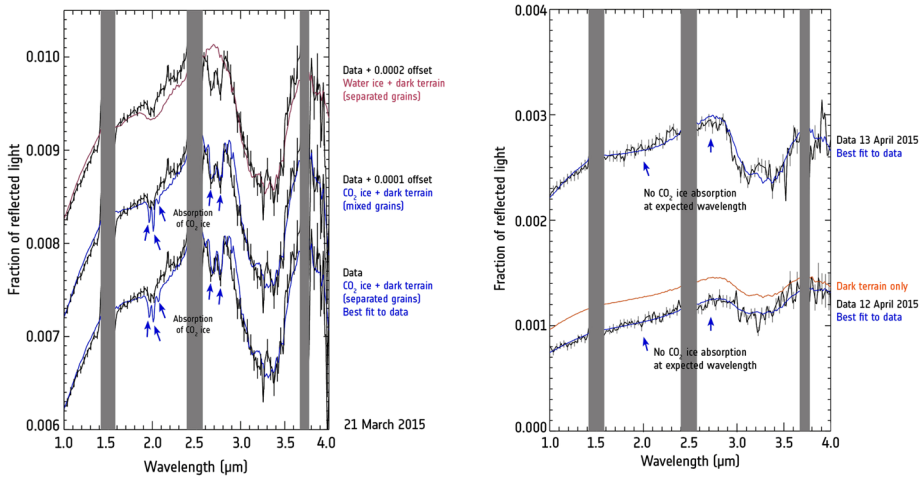 0.010
0.009
0.008
0.007
0.006
Fraction of reflected light
1.0
1.5
2.0
2.5
3.0
3.5
4.0
Wavelength (µm)
Data + 0.0002 offset
Water ice + dark terrain
(separated grains)
Data + 0.0001 offset
CO₂ ice + dark terrain
(mixed grains)
Absorption
of CO₂ ice
Data
CO₂ ice + dark terrain
(separated grains)
Best fit to data
Absorption
of CO₂ ice
21 March 2015
0.004
0.003
0.002
0.001
0.000
Fraction of reflected light
1.0
1.5
2.0
2.5
3.0
3.5
4.0
Wavelength (µm)
Data 13 April 2015
Best fit to data
No CO₂ ice absorption
at expected wavelength
Dark terrain only
Data 12 April 2015
Best fit to data
No CO₂ ice absorption
at expected wavelength